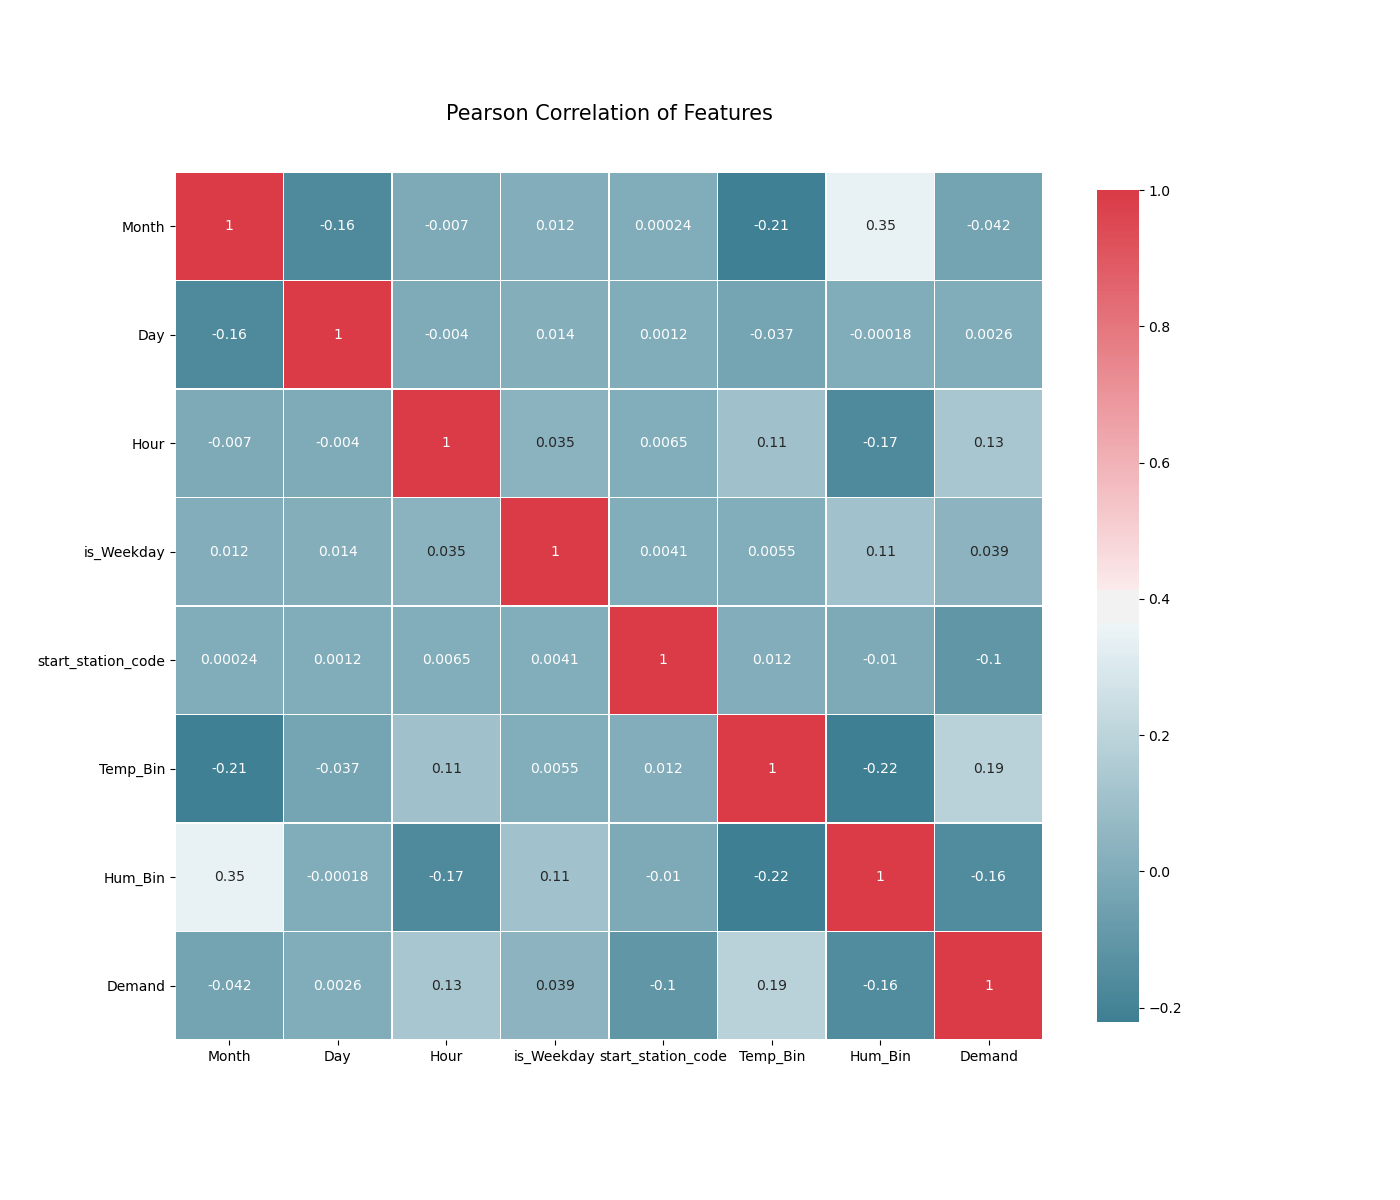 Pearson Correlation of Features
Month 1 -0.16 -0.007 0.012 0.00024 -0.21 0.35 -0.042
Day -0.16 1 -0.004 0.014 0.0012 -0.037 -0.00018 0.0026
Hour -0.007 -0.004 1 0.035 0.0065 0.11 -0.17 0.13
is_Weekday 0.012 0.014 0.035 1 0.0041 0.0055 0.11 0.039
start_station_code 0.00024 0.0012 0.0065 0.0041 1 0.012 -0.01 -0.1
Temp_Bin -0.21 -0.037 0.11 0.0055 0.012 1 -0.22 0.19
Hum_Bin 0.35 -0.00018 -0.17 0.11 -0.01 -0.22 1 -0.16
Demand -0.042 0.0026 0.13 0.039 -0.1 0.19 -0.16 1
Month Day Hour is_Weekday start_station_code Temp_Bin Hum_Bin Demand
1.0
0.8
0.6
0.4
0.2
0.0
−0.2